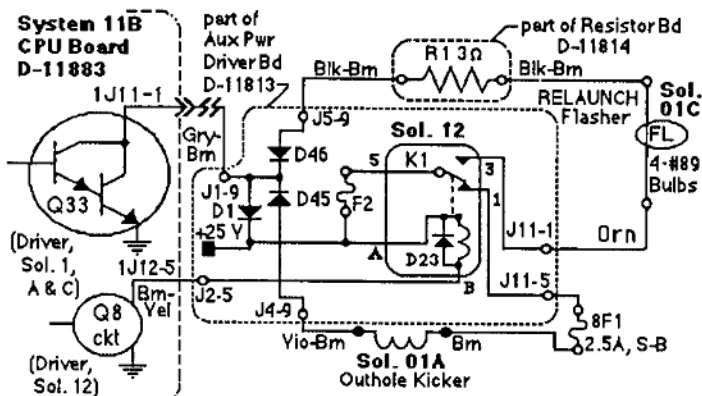 System 11B
CPU Board
D-11883
part of
Aux Pwr
Driver Bd
D-11813
part of Resistor Bd
D-11814
R1 3Ω
Blk-Brn
Blk-Brn
RELAUNCH
Flasher
Sol.
01C
FL
4-#89
Bulbs
1J11-1
Gry-
Brn
J5-9
Sol. 12
D46
5
K1
3
1
Q33
J1-9
D1
D45
F2
+25 V
A
D23
B
J11-1
Orn
(Driver,
Sol. 1,
A & C)
1J12-5
J2-5
Brn-
Yel
J11-5
Q8
ckt
J4-9
8F1
2.5A, S-B
Vio-Brn
Brn
Sol. 01A
Outhole Kicker
(Driver,
Sol. 12)